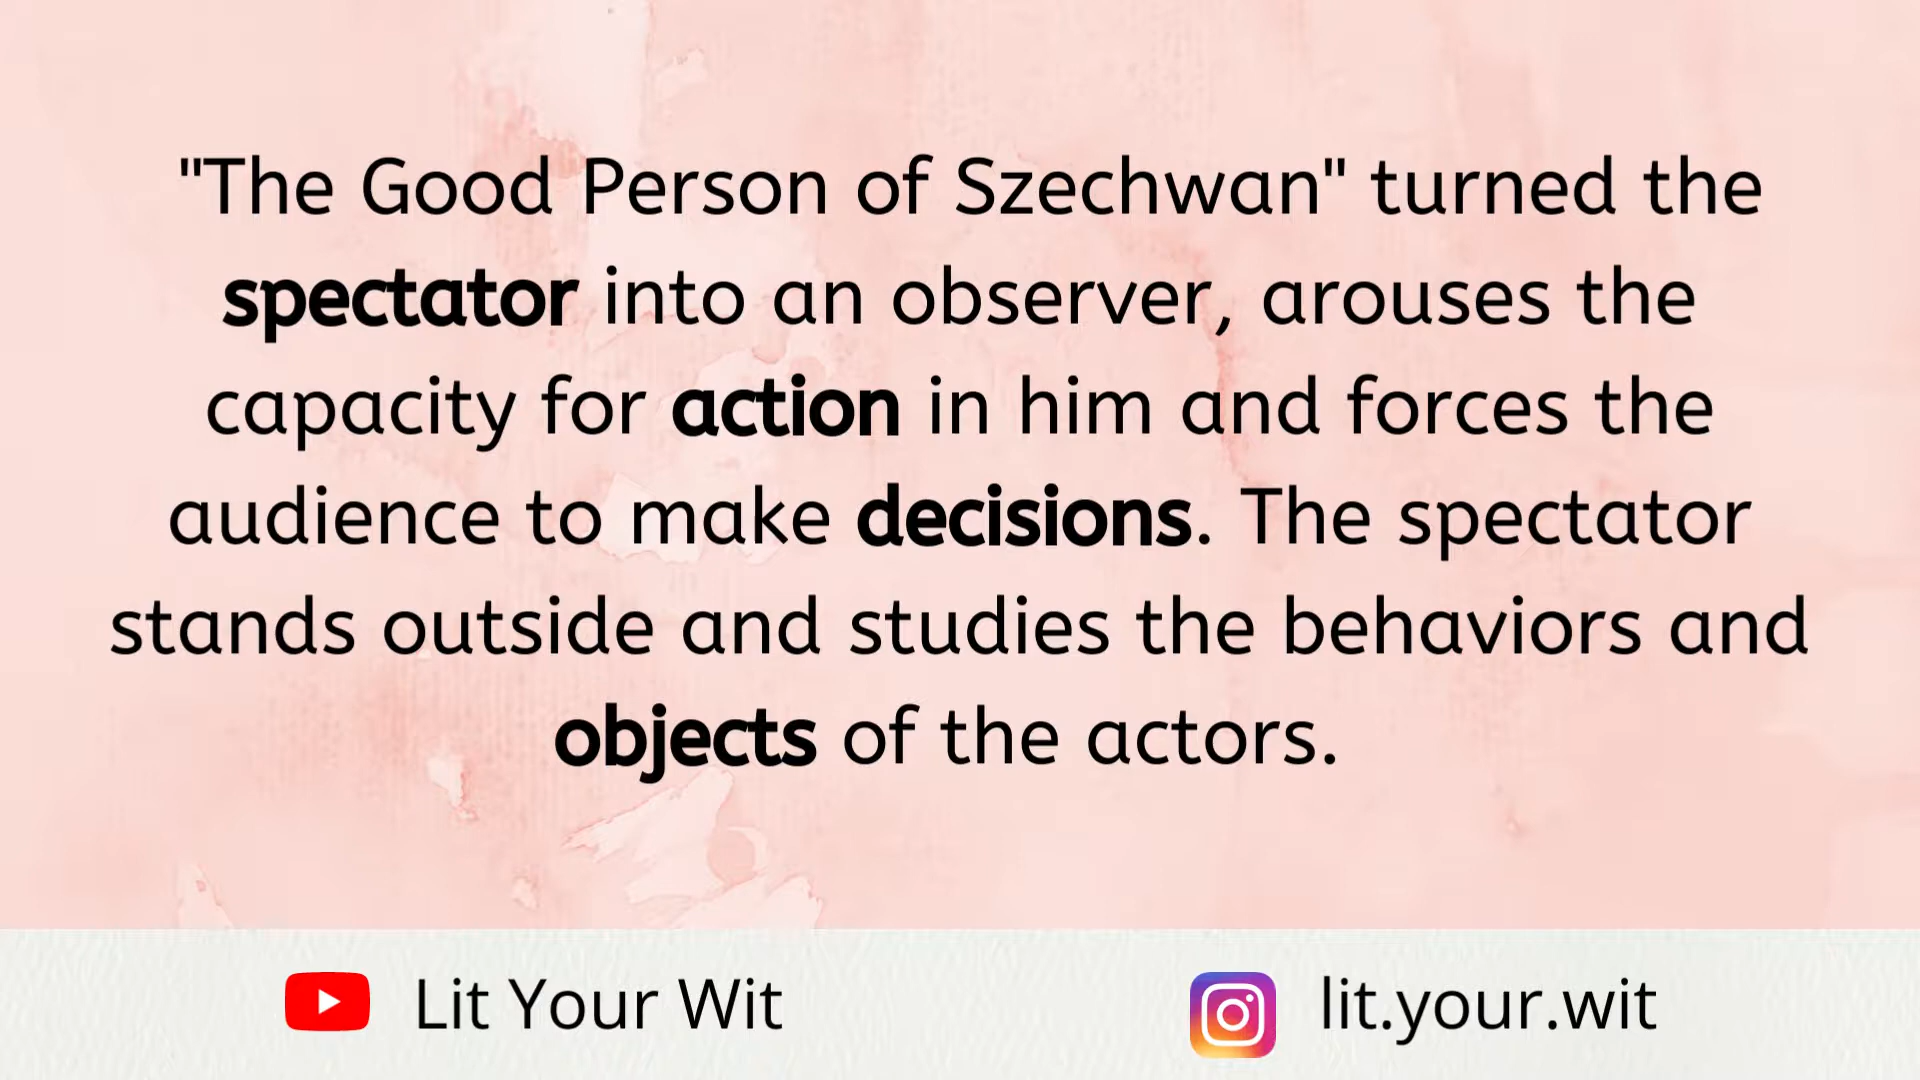 "The Good Person of Szechwan" turned the
spectator into an observer, arouses the
capacity for action in him and forces the
audience to make decisions. The spectator
stands outside and studies the behaviors and
objects of the actors.
Lit Your Wit
lit.your.wit